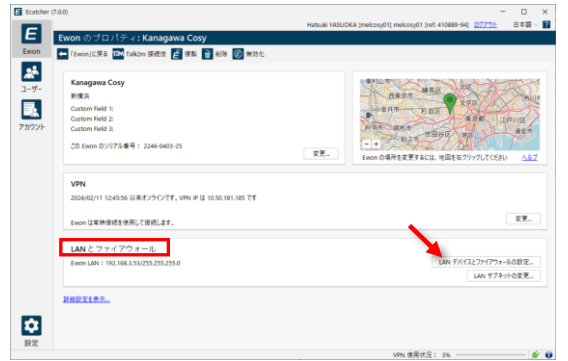 Ecatcher (7.0.0)
Hatsuki YASUOKA [melcosy01] melcosy01 [ref: 410886-94] ログアウト 日本語
Ewon のプロパティ: Kanagawa Cosy
「Ewon」に戻る Talk2m 接続性 複製 削除 無効化
Ewon
ユーザー
アカウント
設定
Kanagawa Cosy
新横浜
Custom Field 1:
Custom Field 2:
Custom Field 3:
この Ewon のシリアル番号: 2246-0403-25
変更...
Ewon の場所を変更するには、地図を右クリックしてください ヘルプ
VPN
2024/02/11 12:45:56 以来オンラインです。VPN IP は 10.50.181.185 です
Ewon は常時接続を使用して接続します。
変更...
LAN とファイアウォール
Ewon LAN : 192.168.3.53/255.255.255.0
LAN デバイスとファイアウォールの設定...
LAN サブネットの変更...
詳細設定を表示...
VPN 使用状況: 3%